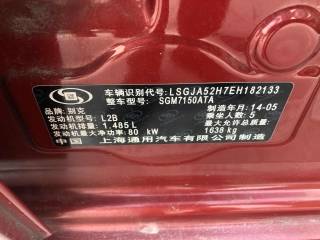 车辆识别代号: LSGJA52H7EH182133
整车型号: SGM7150ATA
品牌: 别克 制造年月: 14-05
发动机型号: L2B 乘坐人数: 5
发动机排量: 1.485 L 最大允许总质量:
发动机最大净功率: 80 kW 1638 kg
中国 上海通用汽车有限公司制造